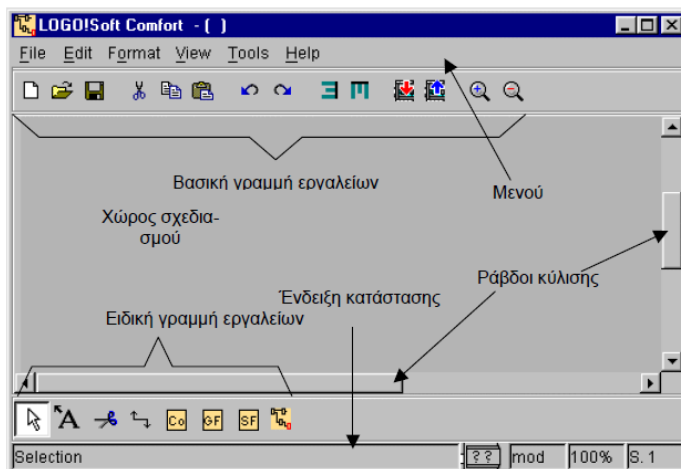 LOGO!Soft Comfort - ( )
File Edit Format View Tools Help
Βασική γραμμή εργαλείων
Μενού
Χώρος σχεδια-
σμού
Ράβδοι κύλισης
Ένδειξη κατάστασης
Ειδική γραμμή εργαλείων
A Co GF SF
Selection ?? mod 100% S. 1